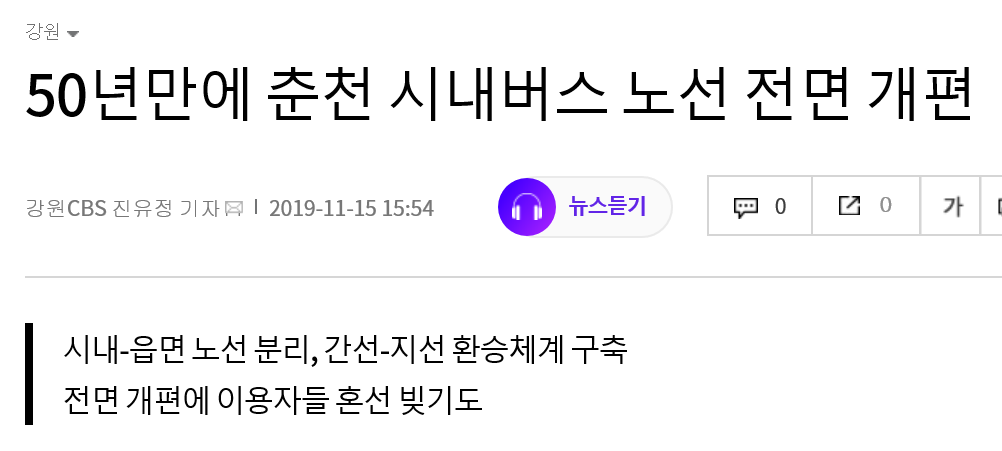 강원
50년만에 춘천 시내버스 노선 전면 개편
강원CBS 진유정 기자 2019-11-15 15:54
뉴스듣기
0
0
가
시내-읍면 노선 분리, 간선-지선 환승체계 구축
전면 개편에 이용자들 혼선 빚기도